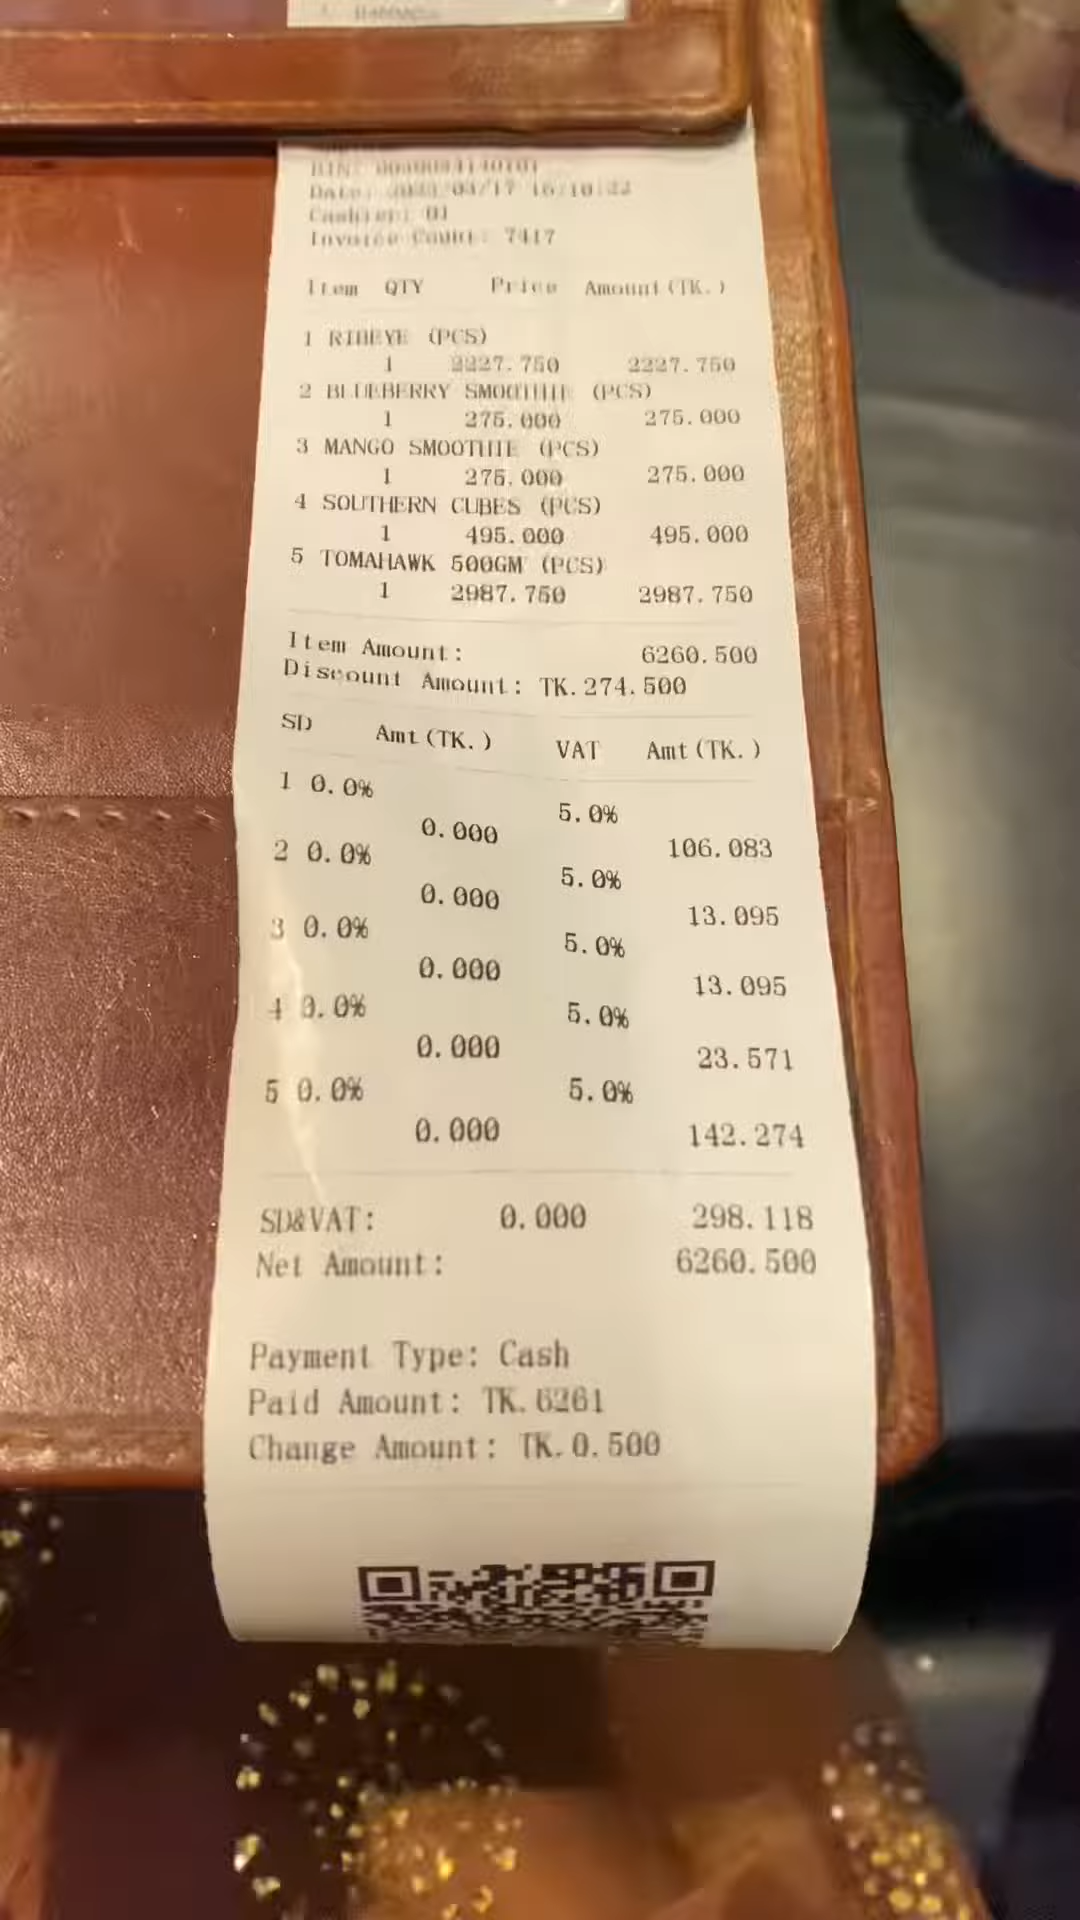 Cashier: 01
Invoice Count: 7417
Item QTY Price Amount(TK.)
1 RIBEYE (PCS)
1 2227.750 2227.750
2 BLUEBERRY SMOOTHIE (PCS)
1 275.000 275.000
3 MANGO SMOOTHIE (PCS)
1 275.000 275.000
4 SOUTHERN CUBES (PCS)
1 495.000 495.000
5 TOMAHAWK 500GM (PCS)
1 2987.750 2987.750
Item Amount: 6260.500
Discount Amount: TK.274.500
SD Amt(TK.) VAT Amt(TK.)
1 0.0% 5.0%
0.000 106.083
2 0.0% 5.0%
0.000 13.095
3 0.0% 5.0%
0.000 13.095
4 0.0% 5.0%
0.000 23.571
5 0.0% 5.0%
0.000 142.274
SD&VAT: 0.000 298.118
Net Amount: 6260.500
Payment Type: Cash
Paid Amount: TK.6261
Change Amount: TK.0.500